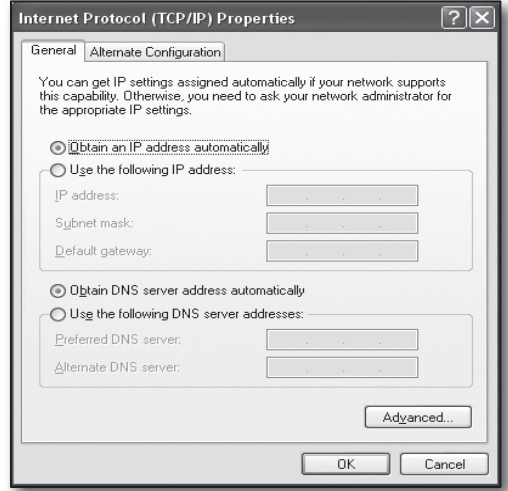 Internet Protocol (TCP/IP) Properties
General
Alternate Configuration
You can get IP settings assigned automatically if your network supports
this capability. Otherwise, you need to ask your network administrator for
the appropriate IP settings.
Obtain an IP address automatically
Use the following IP address:
IP address:
Subnet mask:
Default gateway:
Obtain DNS server address automatically
Use the following DNS server addresses:
Preferred DNS server:
Alternate DNS server:
Advanced...
OK
Cancel